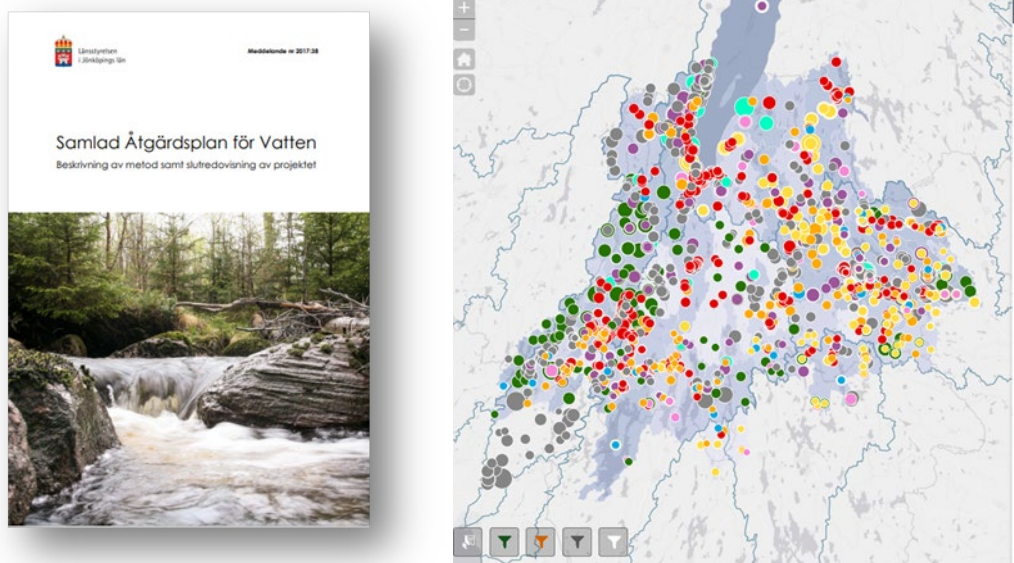 Länsstyrelsen
i Jönköpings län
Meddelande nr 2017:38
Samlad Åtgärdsplan för Vatten
Beskrivning av metod samt slutredovisning av projektet